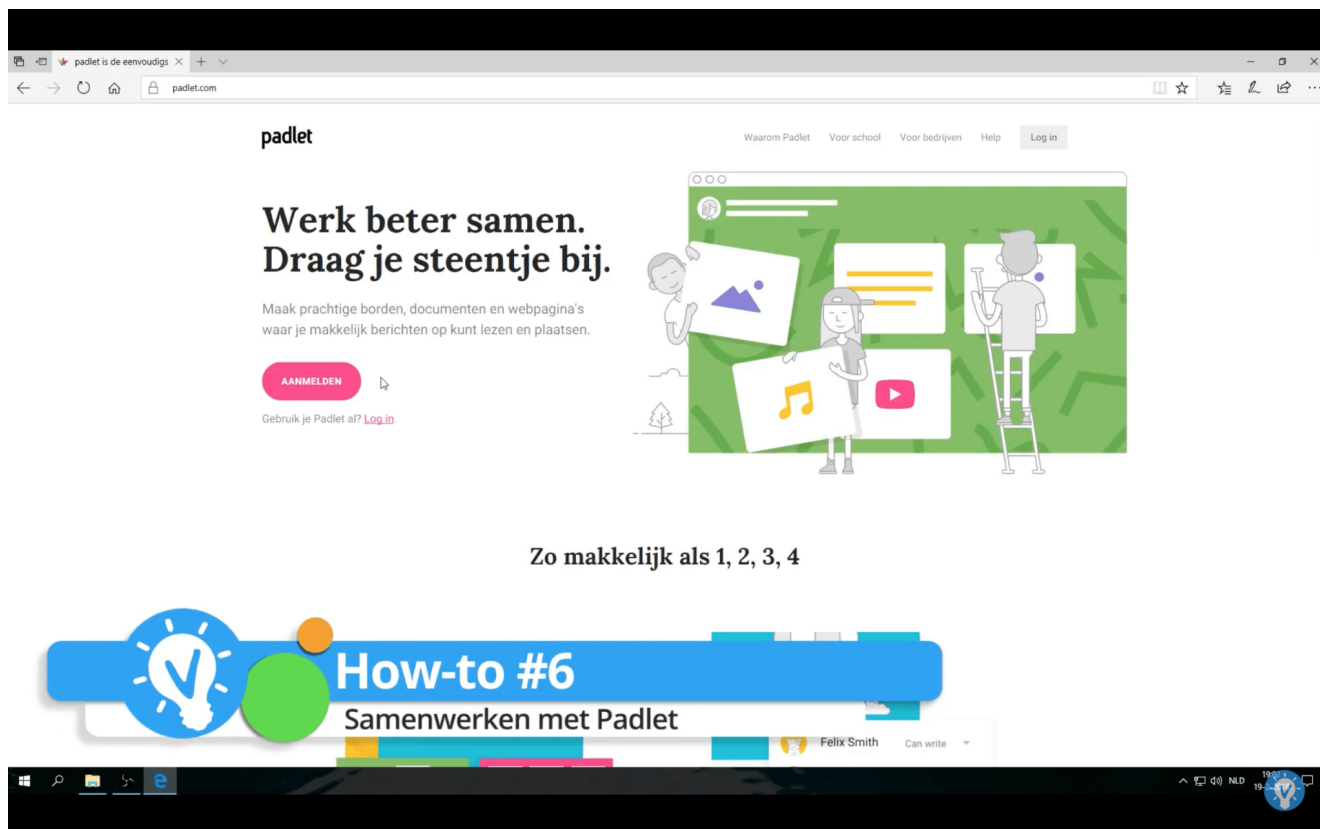 padlet is de eenvoudigs
padlet.com
padlet
Waarom Padlet Voor school Voor bedrijven Help Log in
Werk beter samen.
Draag je steentje bij.
Maak prachtige borden, documenten en webpagina's
waar je makkelijk berichten op kunt lezen en plaatsen.
AANMELDEN
Gebruik je Padlet al? Log in.
Zo makkelijk als 1, 2, 3, 4
How-to #6
Samenwerken met Padlet
Felix Smith Can write
NLD